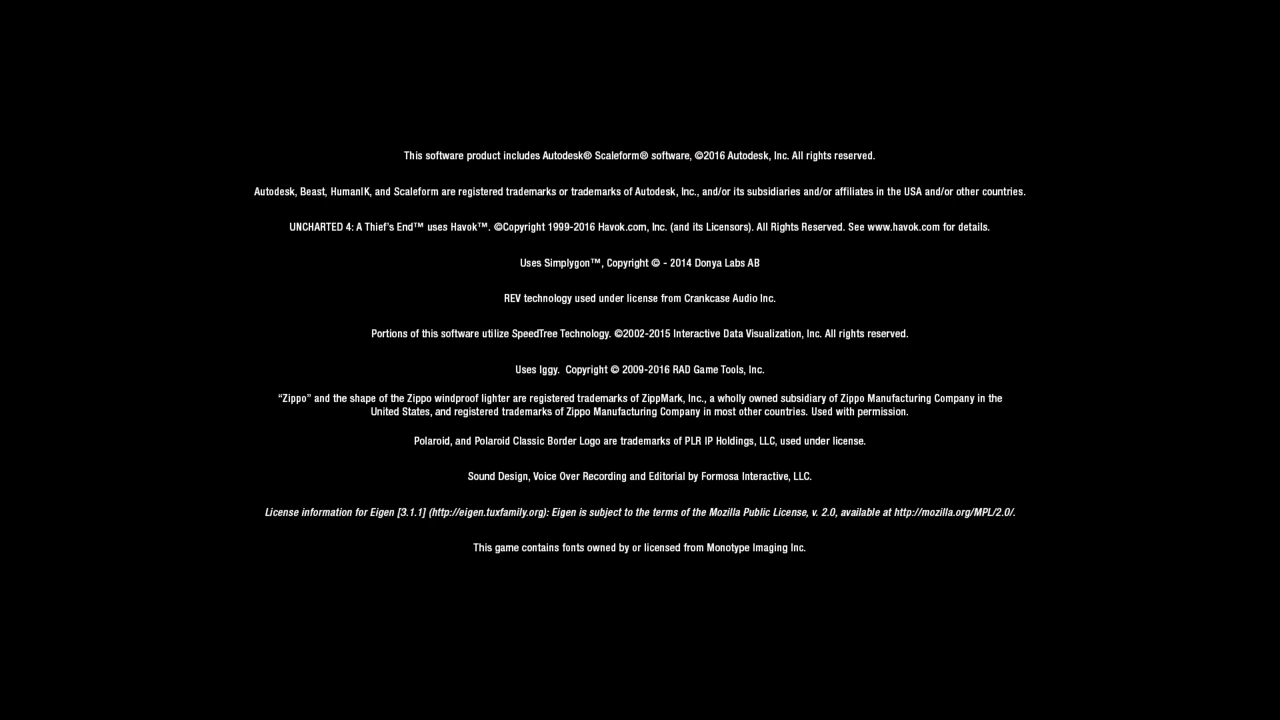 This software product includes Autodesk® Scaleform® software, ©2016 Autodesk, Inc. All rights reserved.
Autodesk, Beast, HumanIK, and Scaleform are registered trademarks or trademarks of Autodesk, Inc., and/or its subsidiaries and/or affiliates in the USA and/or other countries.
UNCHARTED 4: A Thief’s End™ uses Havok™. ©Copyright 1999-2016 Havok.com, Inc. (and its Licensors). All Rights Reserved. See www.havok.com for details.
Uses Simplygon™, Copyright © - 2014 Donya Labs AB
REV technology used under license from Crankcase Audio Inc.
Portions of this software utilize SpeedTree Technology. ©2002-2015 Interactive Data Visualization, Inc. All rights reserved.
Uses Iggy.  Copyright © 2009-2016 RAD Game Tools, Inc.
“Zippo” and the shape of the Zippo windproof lighter are registered trademarks of ZippMark, Inc., a wholly owned subsidiary of Zippo Manufacturing Company in the
United States, and registered trademarks of Zippo Manufacturing Company in most other countries. Used with permission.
Polaroid, and Polaroid Classic Border Logo are trademarks of PLR IP Holdings, LLC, used under license.
Sound Design, Voice Over Recording and Editorial by Formosa Interactive, LLC.
License information for Eigen [3.1.1] (http://eigen.tuxfamily.org): Eigen is subject to the terms of the Mozilla Public License, v. 2.0, available at http://mozilla.org/MPL/2.0/.
This game contains fonts owned by or licensed from Monotype Imaging Inc.